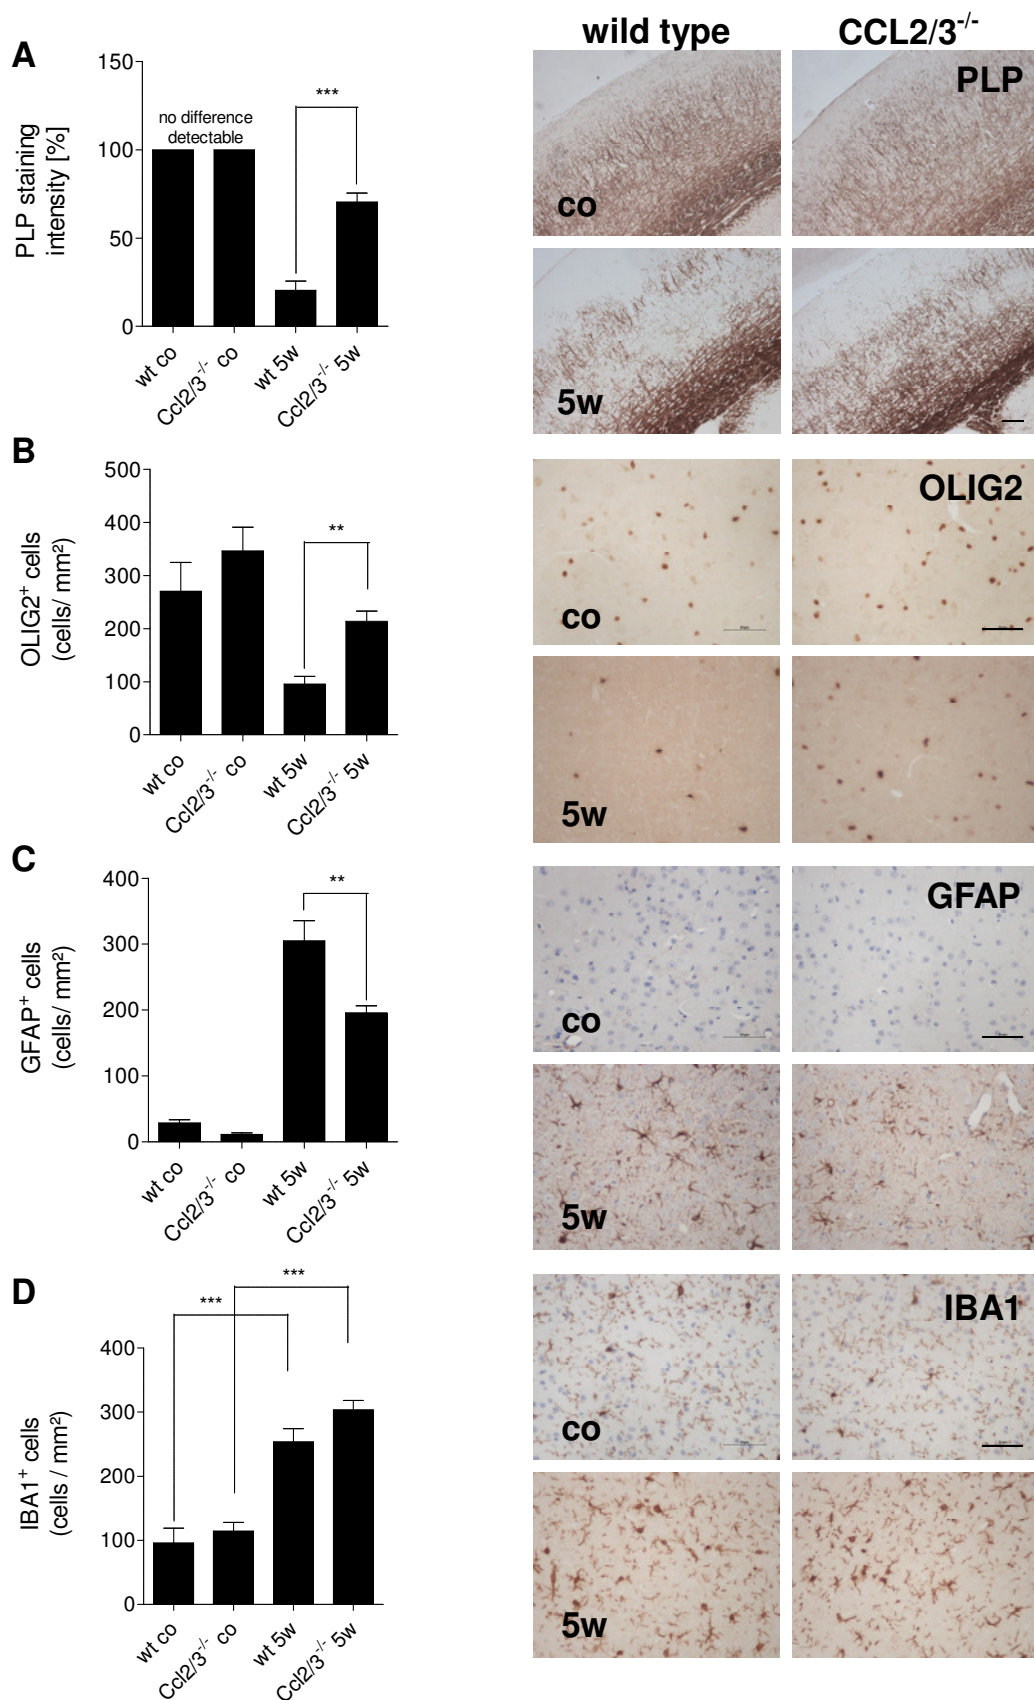 wild type CCL2/3-/-
A
150
100
50
0
PLP staining
intensity [%]
no difference
detectable
***
wt co
Ccl2/3-/- co
wt 5w
Ccl2/3-/- 5w
PLP
co
5w
B
500
400
300
200
100
0
OLIG2+ cells
(cells/ mm²)
**
wt co
Ccl2/3-/- co
wt 5w
Ccl2/3-/- 5w
OLIG2
co
5w
C
400
300
200
100
0
GFAP+ cells
(cells/ mm²)
**
wt co
Ccl2/3-/- co
wt 5w
Ccl2/3-/- 5w
GFAP
co
5w
D
400
300
200
100
0
IBA1+ cells
(cells / mm²)
***
***
wt co
Ccl2/3-/- co
wt 5w
Ccl2/3-/- 5w
IBA1
co
5w